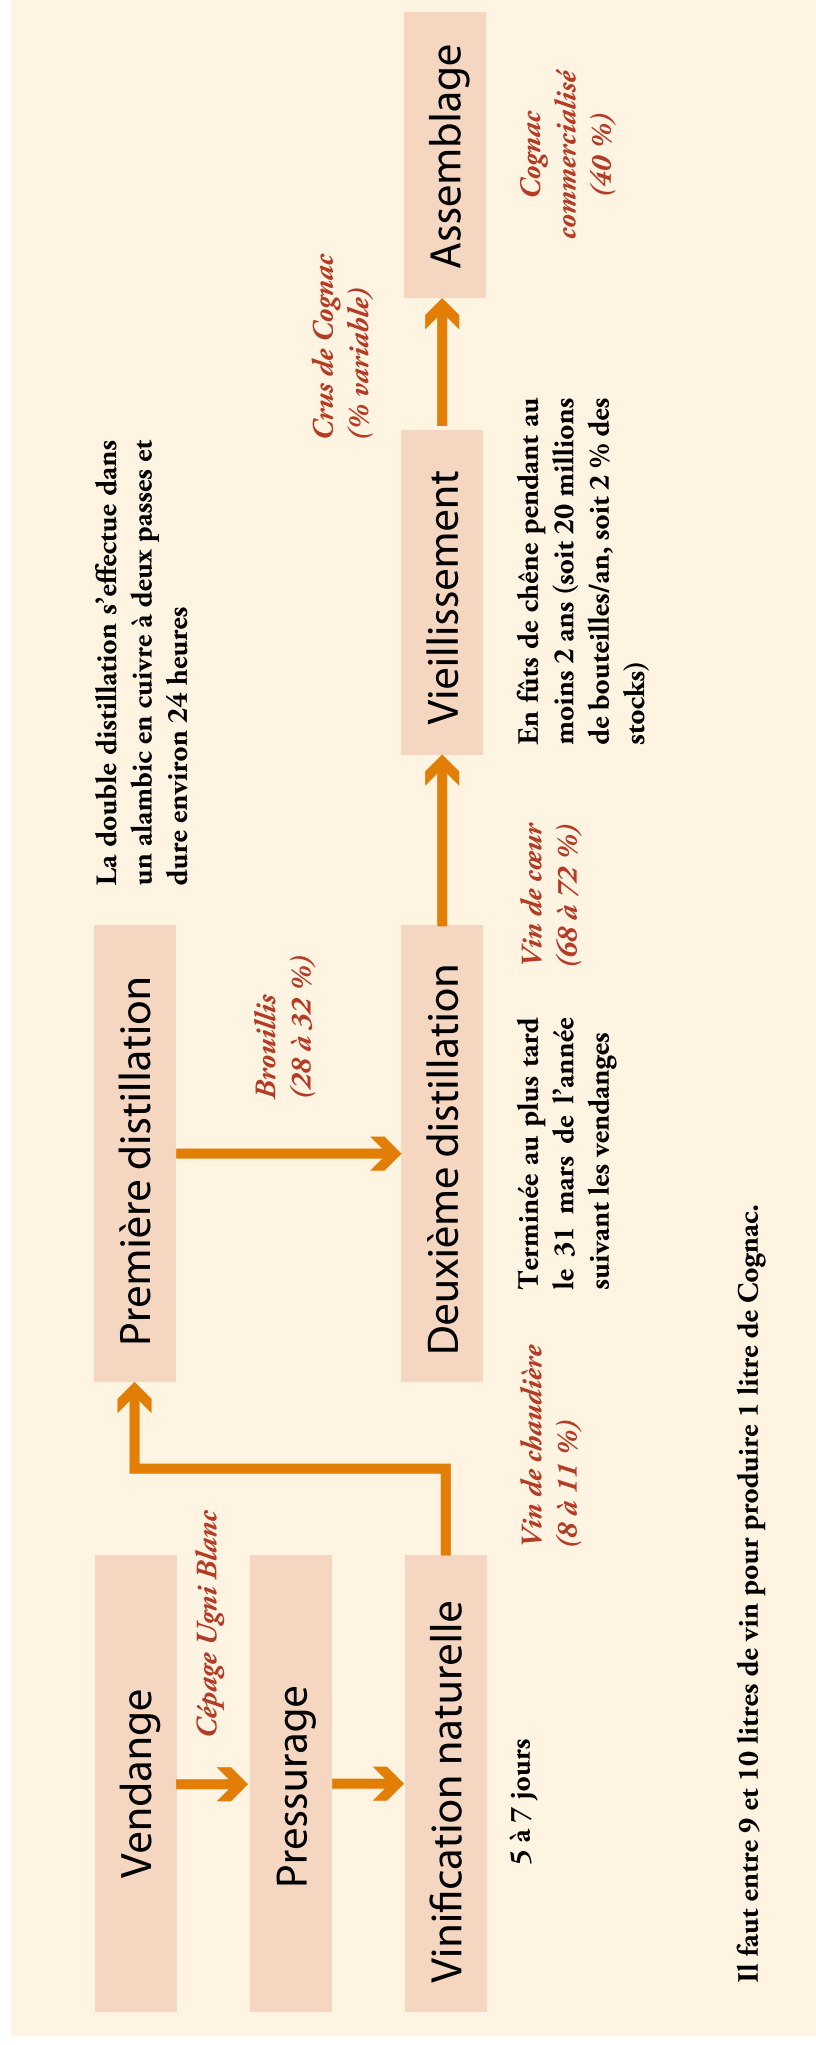 Vendange
Cépage Ugni Blanc
Pressurage
Vinification naturelle
5 à 7 jours
Vin de chaudière
(8 à 11 %)
Première distillation
La double distillation s’effectue dans
un alambic en cuivre à deux passes et
dure environ 24 heures
Brouillis
(28 à 32 %)
Deuxième distillation
Terminée au plus tard
le 31 mars de l’année
suivant les vendanges
Vin de cœur
(68 à 72 %)
Vieillissement
En fûts de chêne pendant au
moins 2 ans (soit 20 millions
de bouteilles/an, soit 2 % des
stocks)
Crus de Cognac
(% variable)
Assemblage
Cognac
commercialisé
(40 %)
Il faut entre 9 et 10 litres de vin pour produire 1 litre de Cognac.